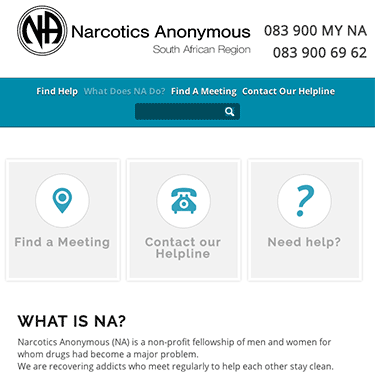 NA Narcotics Anonymous
South African Region
083 900 MY NA
083 900 69 62
Find Help What Does NA Do? Find A Meeting Contact Our Helpline
Find a Meeting
Contact our
Helpline
?
Need help?
WHAT IS NA?
Narcotics Anonymous (NA) is a non-profit fellowship of men and women for
whom drugs had become a major problem.
We are recovering addicts who meet regularly to help each other stay clean.